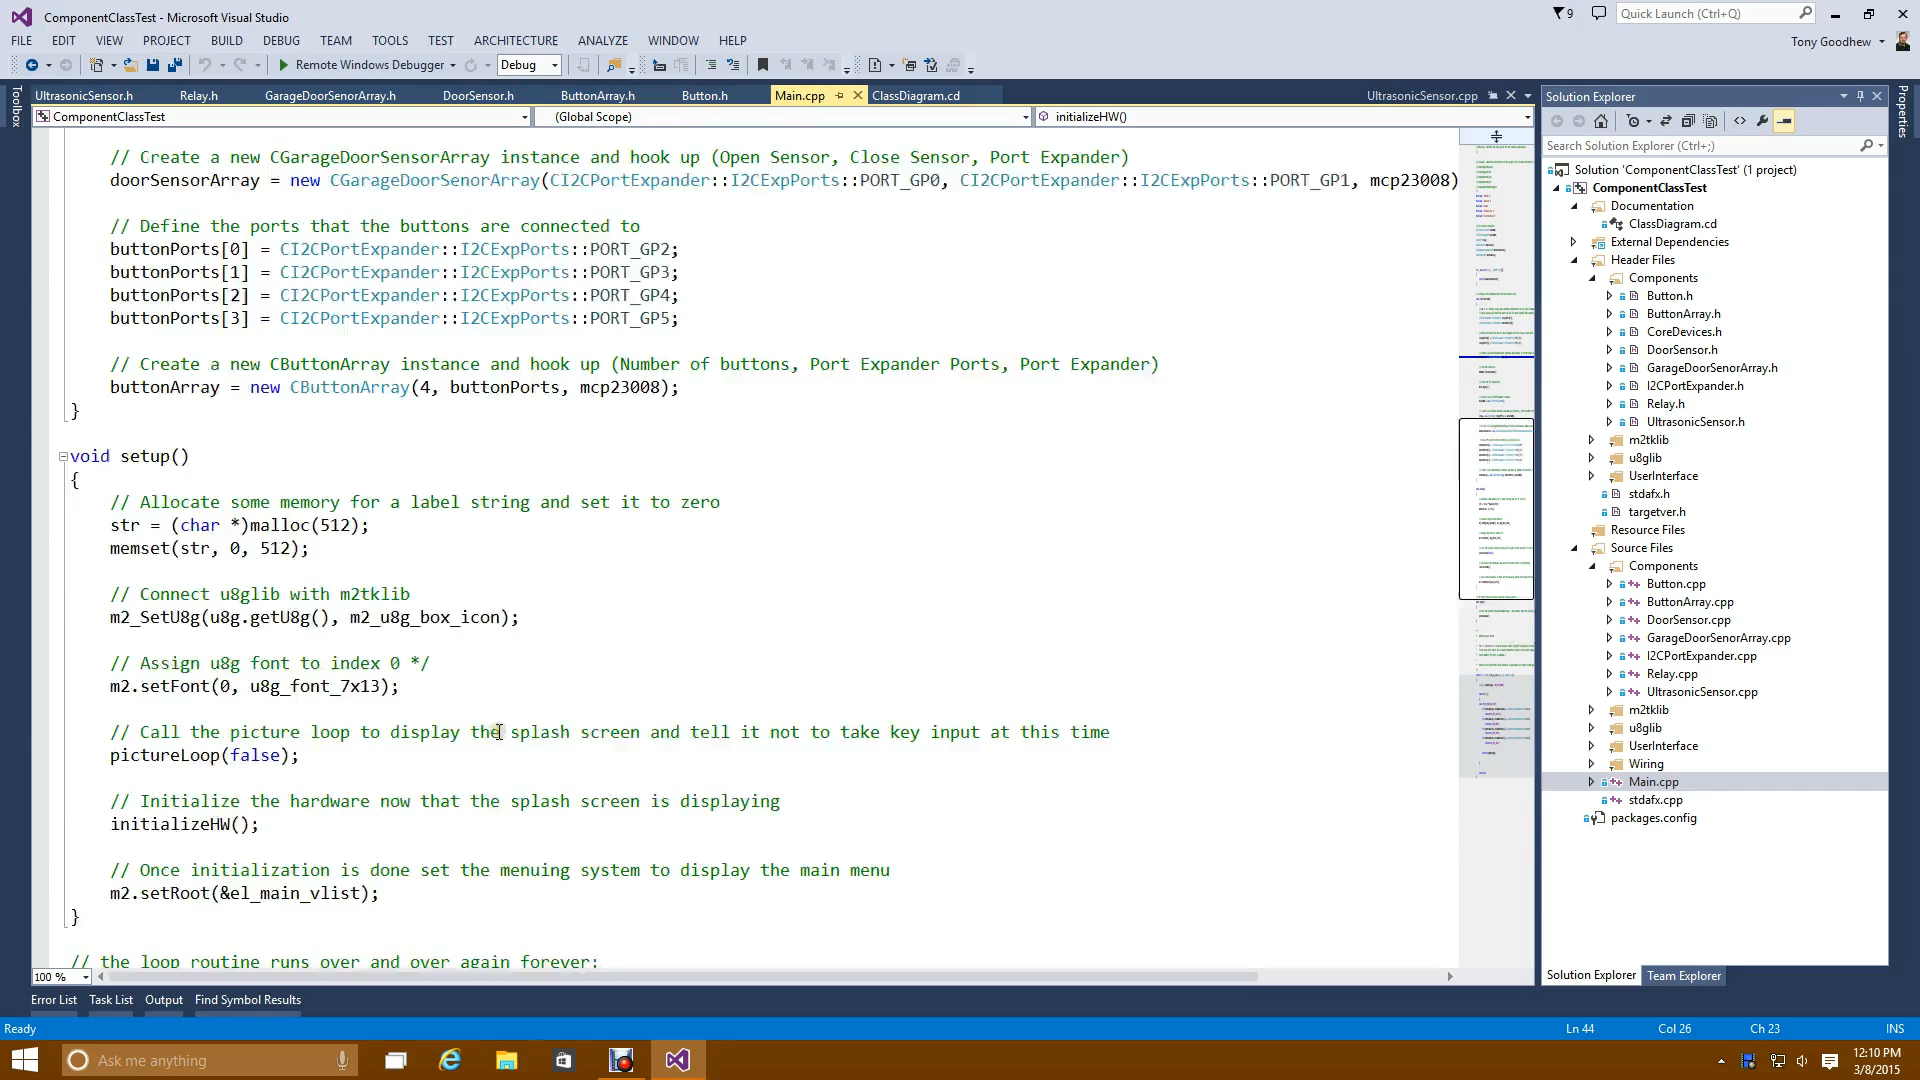 ComponentClassTest - Microsoft Visual Studio
9
Quick Launch (Ctrl+Q)
FILE EDIT VIEW PROJECT BUILD DEBUG TEAM TOOLS TEST ARCHITECTURE ANALYZE WINDOW HELP
Tony Goodhew
Remote Windows Debugger Debug
Toolbox
UltrasonicSensor.h Relay.h GarageDoorSenorArray.h DoorSensor.h ButtonArray.h Button.h Main.cpp ClassDiagram.cd UltrasonicSensor.cpp
ComponentClassTest (Global Scope) initializeHW()
// Create a new CGarageDoorSensorArray instance and hook up (Open Sensor, Close Sensor, Port Expander)
doorSensorArray = new CGarageDoorSenorArray(CI2CPortExpander::I2CExpPorts::PORT_GP0, CI2CPortExpander::I2CExpPorts::PORT_GP1, mcp23008)
// Define the ports that the buttons are connected to
buttonPorts[0] = CI2CPortExpander::I2CExpPorts::PORT_GP2;
buttonPorts[1] = CI2CPortExpander::I2CExpPorts::PORT_GP3;
buttonPorts[2] = CI2CPortExpander::I2CExpPorts::PORT_GP4;
buttonPorts[3] = CI2CPortExpander::I2CExpPorts::PORT_GP5;
// Create a new CButtonArray instance and hook up (Number of buttons, Port Expander Ports, Port Expander)
buttonArray = new CButtonArray(4, buttonPorts, mcp23008);
}
void setup()
{
// Allocate some memory for a label string and set it to zero
str = (char *)malloc(512);
memset(str, 0, 512);
// Connect u8glib with m2tklib
m2_SetU8g(u8g.getU8g(), m2_u8g_box_icon);
// Assign u8g font to index 0 */
m2.setFont(0, u8g_font_7x13);
// Call the picture loop to display the splash screen and tell it not to take key input at this time
pictureLoop(false);
// Initialize the hardware now that the splash screen is displaying
initializeHW();
// Once initialization is done set the menuing system to display the main menu
m2.setRoot(&el_main_vlist);
}
// the loop routine runs over and over again forever:
100 %
Solution Explorer
Search Solution Explorer (Ctrl+;)
Solution 'ComponentClassTest' (1 project)
ComponentClassTest
Documentation
ClassDiagram.cd
External Dependencies
Header Files
Components
Button.h
ButtonArray.h
CoreDevices.h
DoorSensor.h
GarageDoorSenorArray.h
I2CPortExpander.h
Relay.h
UltrasonicSensor.h
m2tklib
u8glib
UserInterface
stdafx.h
targetver.h
Resource Files
Source Files
Components
Button.cpp
ButtonArray.cpp
DoorSensor.cpp
GarageDoorSenorArray.cpp
I2CPortExpander.cpp
Relay.cpp
UltrasonicSensor.cpp
m2tklib
u8glib
UserInterface
Wiring
Main.cpp
stdafx.cpp
packages.config
Solution Explorer Team Explorer
Properties
Error List Task List Output Find Symbol Results
Ready Ln 44 Col 26 Ch 23 INS
Ask me anything
12:10 PM
3/8/2015